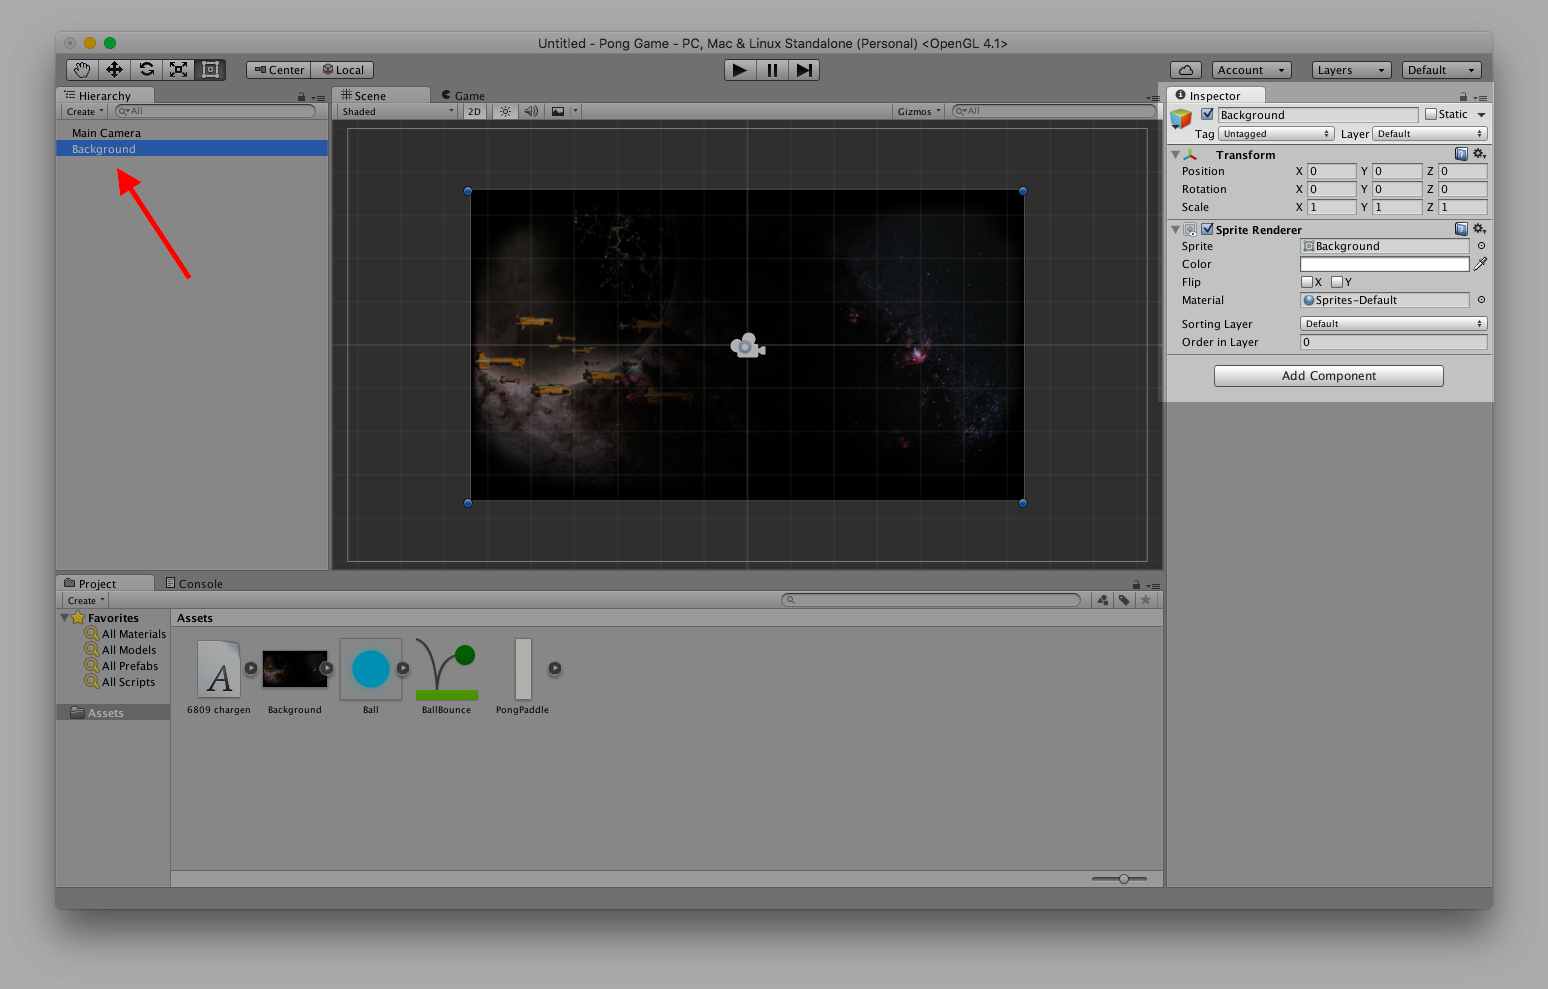 Untitled - Pong Game - PC, Mac & Linux Standalone (Personal) <OpenGL 4.1>
Center Local Account Layers Default
Hierarchy
Create All
Main Camera
Background
Scene Game
Shaded 2D Gizmos All
Inspector
Background Static
Tag Untagged Layer Default
Transform
Position X 0 Y 0 Z 0
Rotation X 0 Y 0 Z 0
Scale X 1 Y 1 Z 1
Sprite Renderer
Sprite Background
Color
Flip X Y
Material Sprites-Default
Sorting Layer Default
Order in Layer 0
Add Component
Project Console
Create
Favorites
All Materials
All Models
All Prefabs
All Scripts
Assets
Assets
A
6809 chargen Background Ball BallBounce PongPaddle